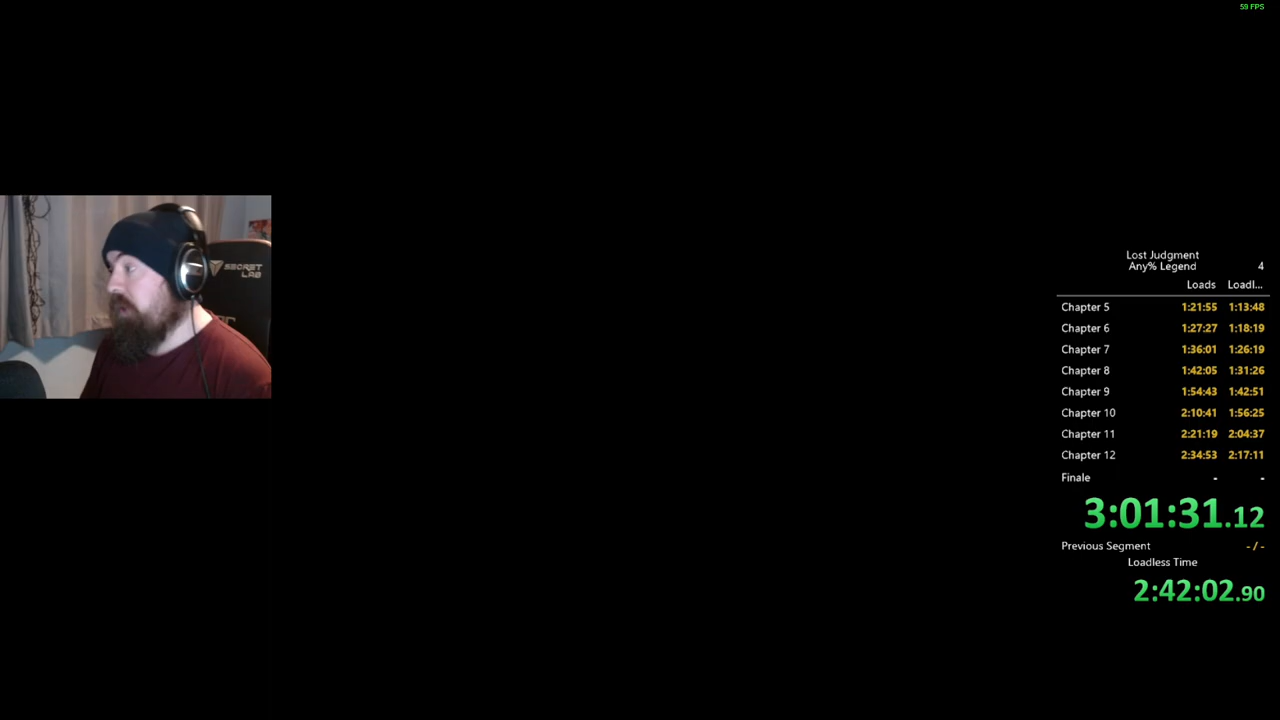 59 FPS
SECRET
LAB
Lost Judgment
Any% Legend 4
Loads Loadl...
Chapter 5 1:21:55 1:13:48
Chapter 6 1:27:27 1:18:19
Chapter 7 1:36:01 1:26:19
Chapter 8 1:42:05 1:31:26
Chapter 9 1:54:43 1:42:51
Chapter 10 2:10:41 1:56:25
Chapter 11 2:21:19 2:04:37
Chapter 12 2:34:53 2:17:11
Finale - -
3:01:31.12
Previous Segment - / -
Loadless Time
2:42:02.90